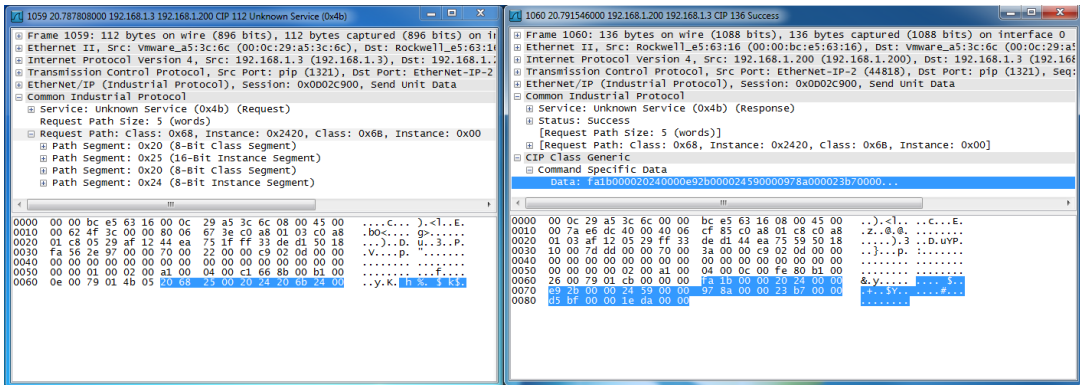 1059 20.787808000 192.168.1.3 192.168.1.200 CIP 112 Unknown Service (0x4b)
Frame 1059: 112 bytes on wire (896 bits), 112 bytes captured (896 bits) on in
Ethernet II, Src: Vmware_a5:3c:6c (00:0c:29:a5:3c:6c), Dst: Rockwell_e5:63:16
Internet Protocol Version 4, Src: 192.168.1.3 (192.168.1.3), Dst: 192.168.1.2
Transmission Control Protocol, Src Port: pip (1321), Dst Port: EtherNet-IP-2
EtherNet/IP (Industrial Protocol), Session: 0x0D02C900, Send Unit Data
Common Industrial Protocol
Service: Unknown Service (0x4b) (Request)
Request Path Size: 5 (words)
Request Path: Class: 0x68, Instance: 0x2420, Class: 0x6B, Instance: 0x00
Path Segment: 0x20 (8-Bit Class Segment)
Path Segment: 0x25 (16-Bit Instance Segment)
Path Segment: 0x20 (8-Bit Class Segment)
Path Segment: 0x24 (8-Bit Instance Segment)
0000 00 00 bc e5 63 16 00 0c 29 a5 3c 6c 08 00 45 00 ....c... ).<l..E.
0010 00 62 4f 3c 00 00 80 06 67 3e c0 a8 01 03 c0 a8 .bO<.... g>......
0020 01 c8 05 29 af 12 44 ea 75 1f ff 33 de d1 50 18 ...)..D. u..3..P.
0030 fa 56 2e 97 00 00 70 00 22 00 00 c9 02 0d 00 00 .V....p. ".......
0040 00 00 00 00 00 00 00 00 00 00 00 00 00 00 00 00 ........ ........
0050 00 00 01 00 02 00 a1 00 04 00 c1 66 8b 00 b1 00 ........ ...f....
0060 0e 00 79 01 4b 05 20 68 25 00 20 24 20 6b 24 00 ..y.K. h %. $ k$.
1060 20.791546000 192.168.1.200 192.168.1.3 CIP 136 Success
Frame 1060: 136 bytes on wire (1088 bits), 136 bytes captured (1088 bits) on interface 0
Ethernet II, Src: Rockwell_e5:63:16 (00:00:bc:e5:63:16), Dst: Vmware_a5:3c:6c (00:0c:29:a5
Internet Protocol Version 4, Src: 192.168.1.200 (192.168.1.200), Dst: 192.168.1.3 (192.168
Transmission Control Protocol, Src Port: EtherNet-IP-2 (44818), Dst Port: pip (1321), Seq:
EtherNet/IP (Industrial Protocol), Session: 0x0D02C900, Send Unit Data
Common Industrial Protocol
Service: Unknown Service (0x4b) (Response)
Status: Success
[Request Path Size: 5 (words)]
[Request Path: Class: 0x68, Instance: 0x2420, Class: 0x6B, Instance: 0x00]
CIP Class Generic
Command Specific Data
Data: fa1b000020240000e92b000024590000978a000023b70000...
0000 00 0c 29 a5 3c 6c 00 00 bc e5 63 16 08 00 45 00 ..).<l.. ..c...E.
0010 00 7a e6 dc 40 00 40 06 cf 85 c0 a8 01 c8 c0 a8 .z..@.@. ........
0020 01 03 af 12 05 29 ff 33 de d1 44 ea 75 59 50 18 .....).3 ..D.uYP.
0030 10 00 7d dd 00 00 70 00 3a 00 00 c9 02 0d 00 00 ..}...p. :.......
0040 00 00 00 00 00 00 00 00 00 00 00 00 00 00 00 00 ........ ........
0050 00 00 00 00 02 00 a1 00 04 00 0c 00 fe 80 b1 00 ........ ........
0060 26 00 79 01 cb 00 00 00 fa 1b 00 00 20 24 00 00 &.y..... .... $..
0070 e9 2b 00 00 24 59 00 00 97 8a 00 00 23 b7 00 00 .+..$Y.. ....#...
0080 d5 bf 00 00 1e da 00 00 ........